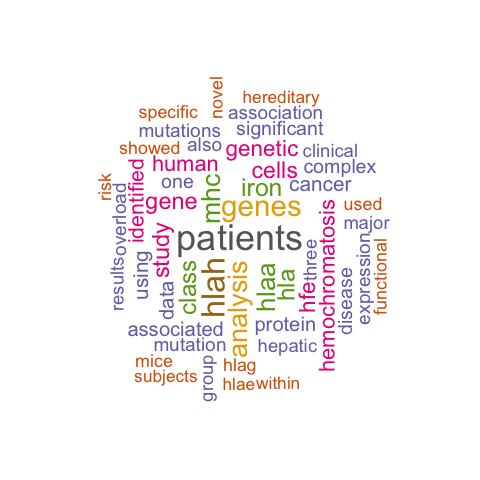 novel
hereditary
specific
association
mutations
significant
showed
also
genetic
clinical
human
cells
complex
risk
identified
one
iron
cancer
gene
mhc
genes
used
overload
study
hemochromatosis
major
patients
results
using
class
hlah
analysis
hlaa
hla
three
hfe
disease
expression
functional
data
associated
protein
mutation
hepatic
mice
group
hlag
subjects
hlae
within